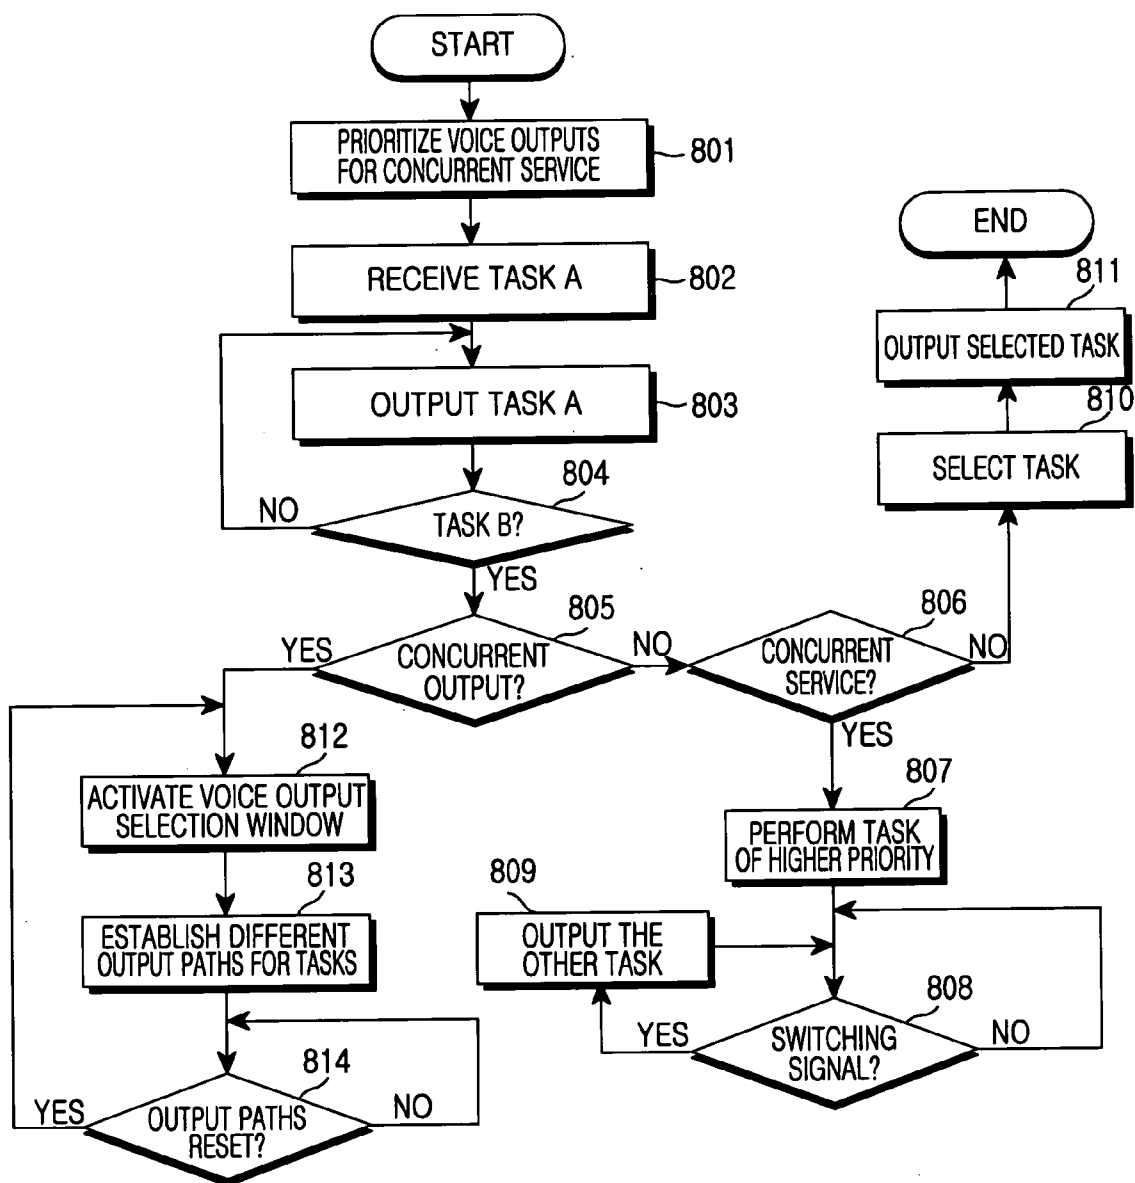 START
PRIORITIZE VOICE OUTPUTS
FOR CONCURRENT SERVICE
801
RECEIVE TASK A
802
OUTPUT TASK A
803
804
TASK B?
NO
YES
805
CONCURRENT
OUTPUT?
YES
NO
806
CONCURRENT
SERVICE?
NO
YES
END
811
OUTPUT SELECTED TASK
810
SELECT TASK
812
ACTIVATE VOICE OUTPUT
SELECTION WINDOW
813
ESTABLISH DIFFERENT
OUTPUT PATHS FOR TASKS
814
OUTPUT PATHS
RESET?
YES
NO
807
PERFORM TASK
OF HIGHER PRIORITY
809
OUTPUT THE
OTHER TASK
808
SWITCHING
SIGNAL?
YES
NO